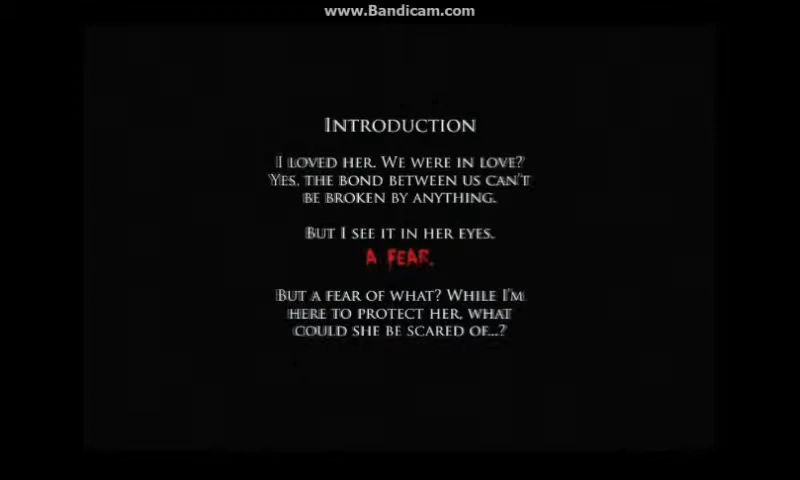 www.Bandicam.com
Introduction
I loved her. We were in love?
Yes, the bond between us can't
be broken by anything.
But I see it in her eyes.
A FEAR.
But a fear of what? While I'm
here to protect her, what
could she be scared of...?